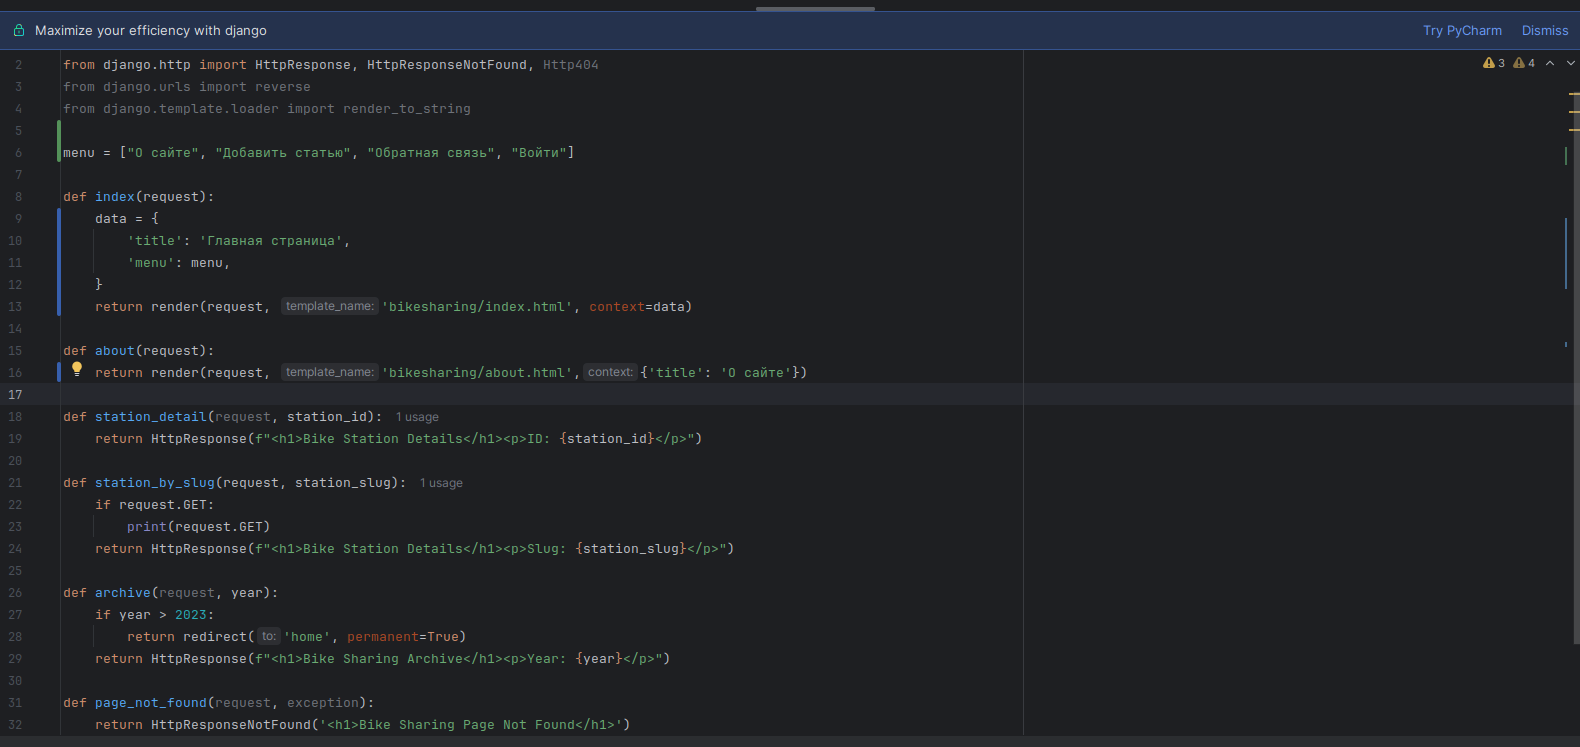 Maximize your efficiency with django Try PyCharm Dismiss
2 from django.http import HttpResponse, HttpResponseNotFound, Http404 3 4
3 from django.urls import reverse
4 from django.template.loader import render_to_string
5
6 menu = ["О сайте", "Добавить статью", "Обратная связь", "Войти"]
7
8 def index(request):
9 data = {
10 'title': 'Главная страница',
11 'menu': menu,
12 }
13 return render(request, template_name: 'bikesharing/index.html', context=data)
14
15 def about(request):
16 return render(request, template_name: 'bikesharing/about.html', context: {'title': 'О сайте'})
17
18 def station_detail(request, station_id): 1 usage
19 return HttpResponse(f"<h1>Bike Station Details</h1><p>ID: {station_id}</p>")
20
21 def station_by_slug(request, station_slug): 1 usage
22 if request.GET:
23 print(request.GET)
24 return HttpResponse(f"<h1>Bike Station Details</h1><p>Slug: {station_slug}</p>")
25
26 def archive(request, year):
27 if year > 2023:
28 return redirect( to: 'home', permanent=True)
29 return HttpResponse(f"<h1>Bike Sharing Archive</h1><p>Year: {year}</p>")
30
31 def page_not_found(request, exception):
32 return HttpResponseNotFound('<h1>Bike Sharing Page Not Found</h1>')